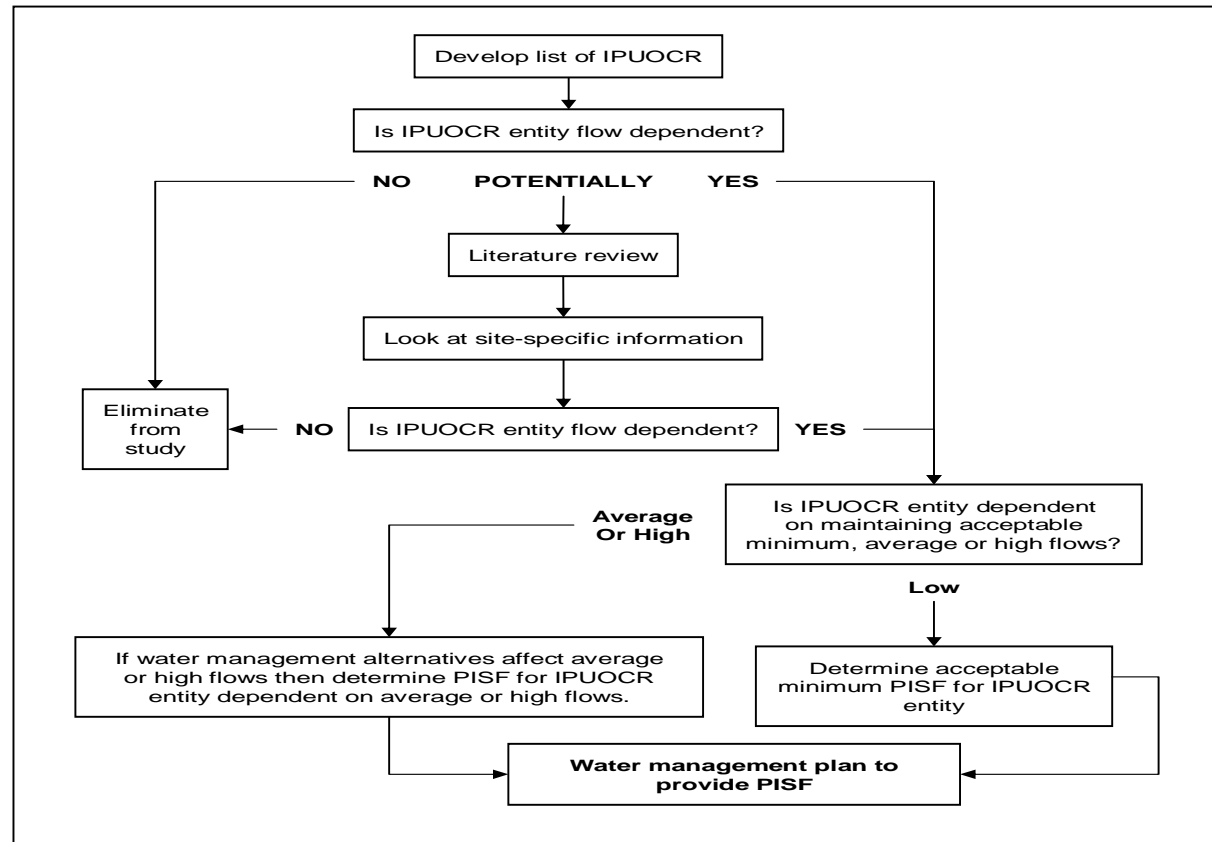 Develop list of IPUOCR
Is IPUOCR entity flow dependent?
NO POTENTIALLY YES
Literature review
Look at site-specific information
Eliminate
from
study
NO
Is IPUOCR entity flow dependent?
YES
Is IPUOCR entity dependent
on maintaining acceptable
minimum, average or high flows?
Average
Or High
Low
If water management alternatives affect average
or high flows then determine PISF for IPUOCR
entity dependent on average or high flows.
Determine acceptable
minimum PISF for IPUOCR
entity
Water management plan to
provide PISF